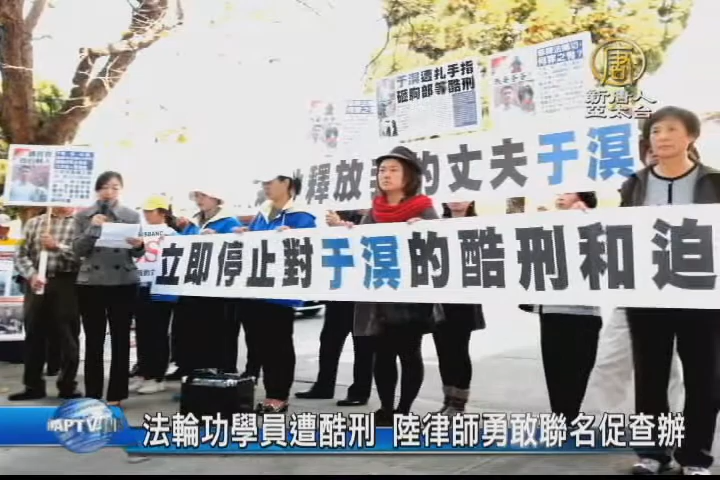 于溟遭扎手指
砸胸部等酷刑
新唐人
亞太台
釋放 的丈夫于溟
立即停止對于溟的酷刑和迫
APTV
法輪功學員遭酷刑 陸律師勇敢聯名促查辦